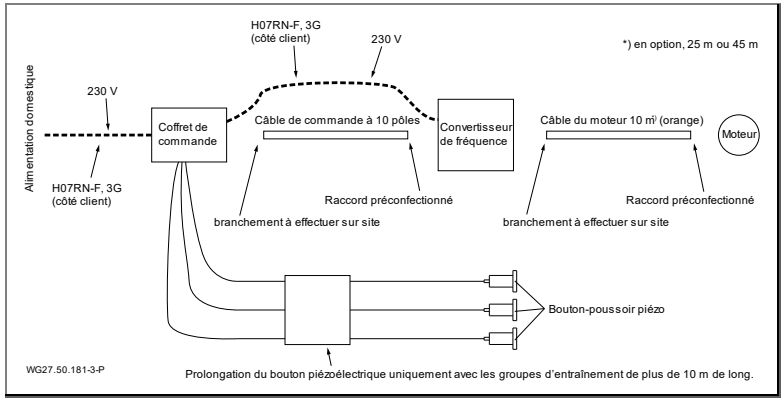 H07RN-F, 3G
(côté client)
230 V
*) en option, 25 m ou 45 m
Alimentation domestique
230 V
Coffret de
commande
Câble de commande à 10 pôles
Convertisseur
de fréquence
Câble du moteur 10 m*) (orange)
Moteur
H07RN-F, 3G
(côté client)
Raccord préconfectionné
branchement à effectuer sur site
Raccord préconfectionné
branchement à effectuer sur site
Bouton-poussoir piézo
WG27.50.181-3-P
Prolongation du bouton piézoélectrique uniquement avec les groupes d'entraînement de plus de 10 m de long.